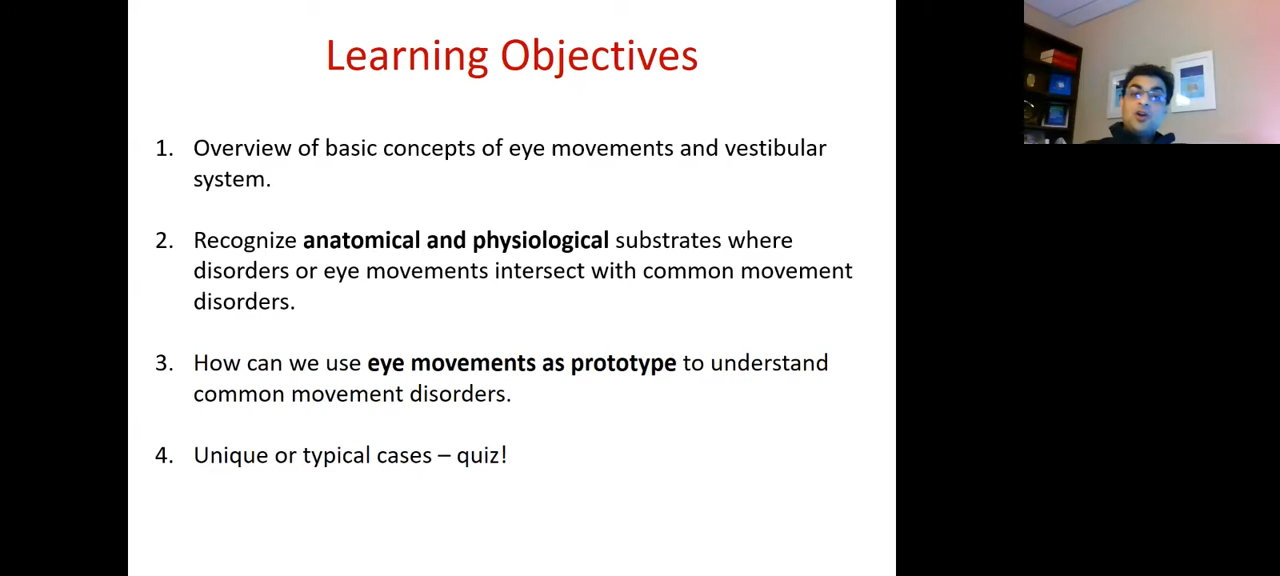 Learning Objectives
1. Overview of basic concepts of eye movements and vestibular
system.
2. Recognize anatomical and physiological substrates where
disorders or eye movements intersect with common movement
disorders.
3. How can we use eye movements as prototype to understand
common movement disorders.
4. Unique or typical cases – quiz!